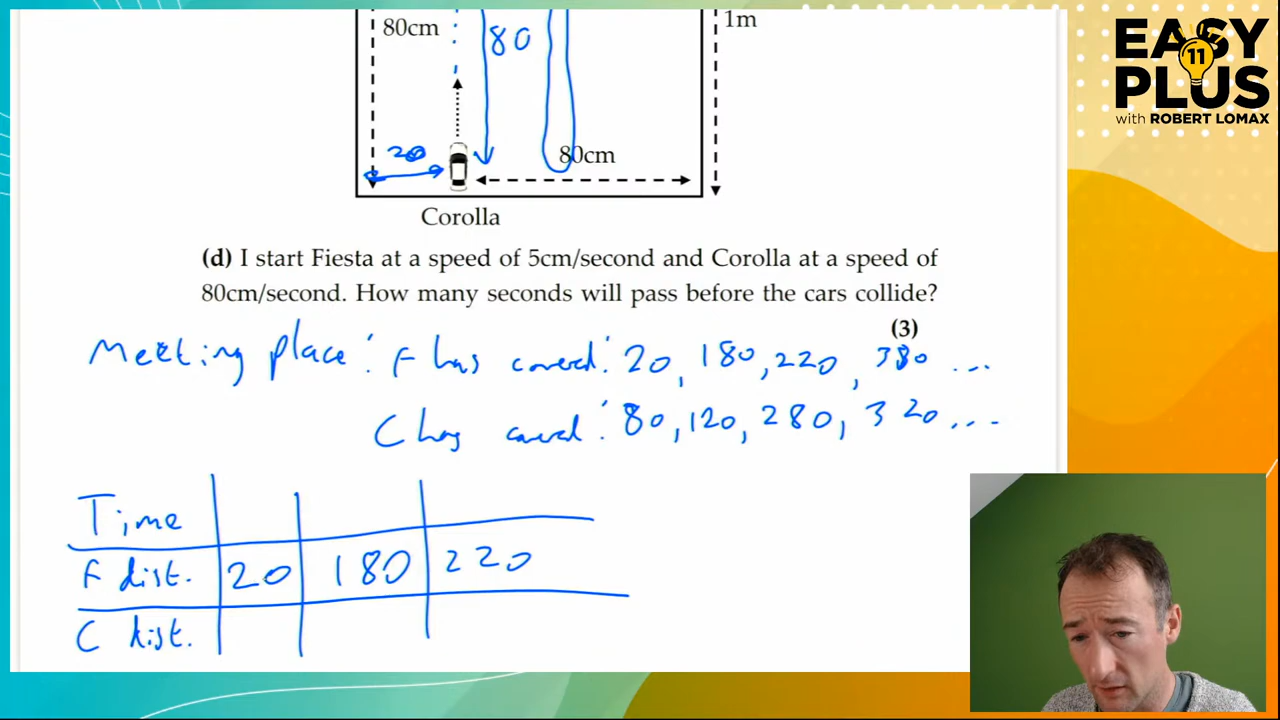 80cm
80
1m
20
80cm
Corolla
(d) I start Fiesta at a speed of 5cm/second and Corolla at a speed of
80cm/second. How many seconds will pass before the cars collide?
(3)
Meeting place: F has covered: 20, 180, 220, 380 ...
C has covered: 80, 120, 280, 320, ...
Time
F dist. 20 180 220
C dist.
EASY
11
PLUS
with ROBERT LOMAX